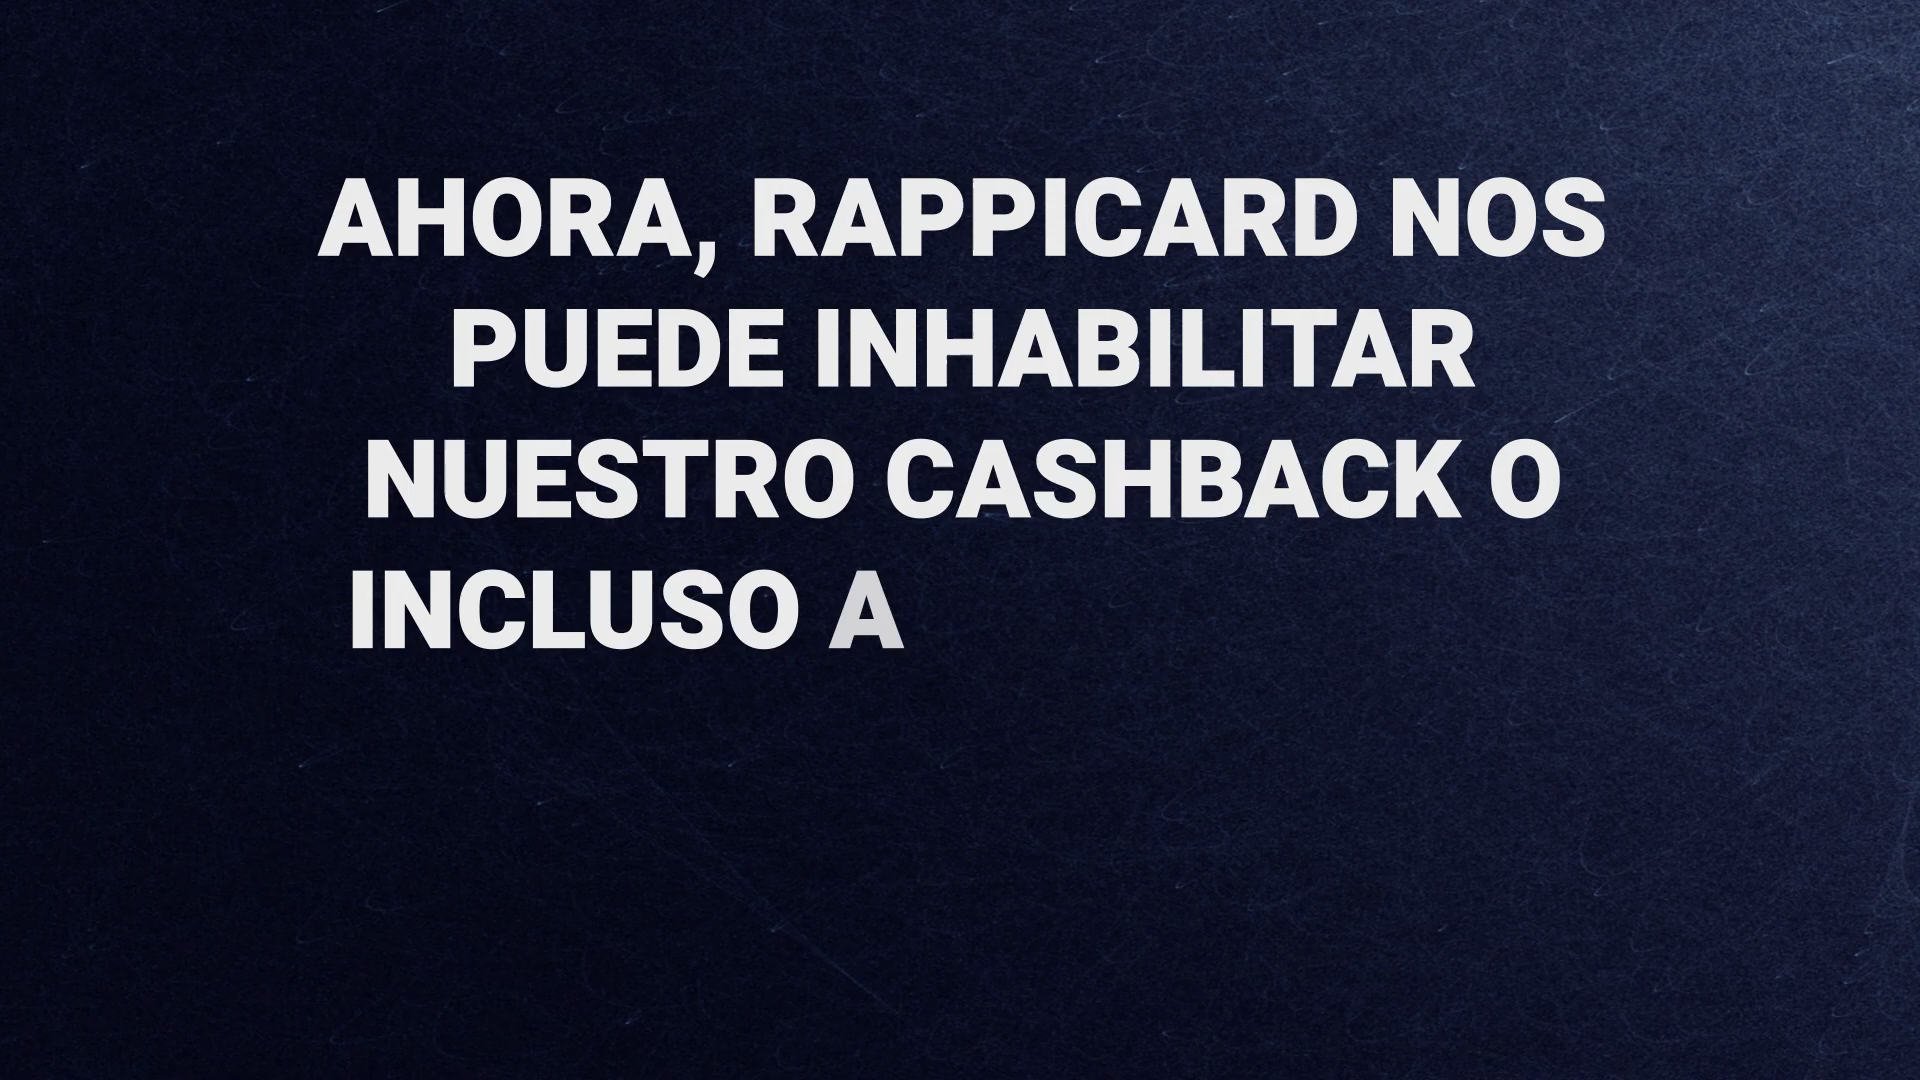 AHORA, RAPPICARD NOS
PUEDE INHABILITAR
NUESTRO CASHBACK O
INCLUSO A